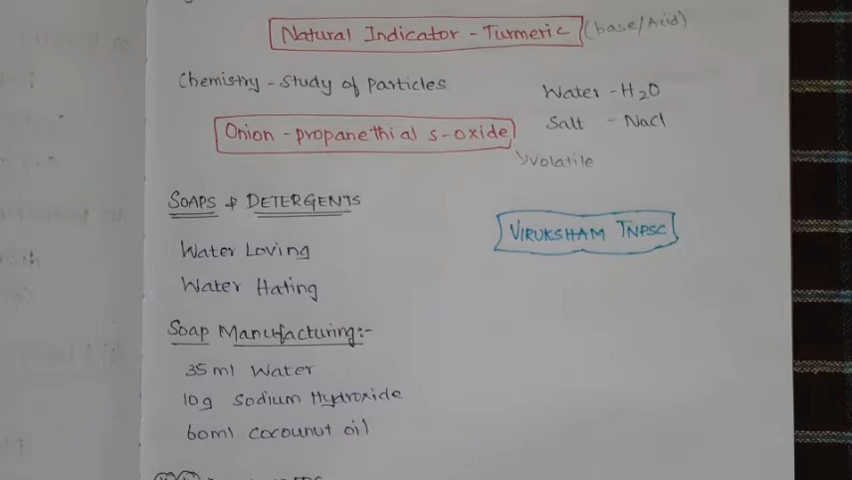 Natural Indicator - Turmeric (base/Acid)
Chemistry - Study of Particles
Water - H2O
Salt - Nacl
Onion - propanethial s-oxide
volatile
SOAPS & DETERGENTS
VIRUKSHAM TNPSC
Water Loving
Water Hating
Soap Manufacturing:-
35ml Water
10g Sodium Hydroxide
60ml cocounut oil